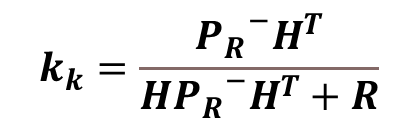 k_k = P_R^- H^T / (H P_R^- H^T + R)